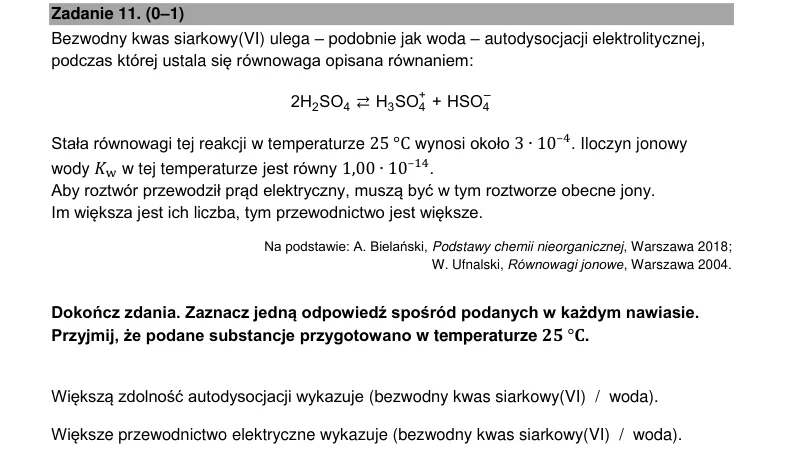 Zadanie 11. (0–1)
Bezwodny kwas siarkowy(VI) ulega – podobnie jak woda – autodysocjacji elektrolitycznej,
podczas której ustala się równowaga opisana równaniem:
2H₂SO₄ ⇄ H₃SO₄⁺ + HSO₄⁻
Stała równowagi tej reakcji w temperaturze 25 °C wynosi około 3 · 10⁻⁴. Iloczyn jonowy
wody K_w w tej temperaturze jest równy 1,00 · 10⁻¹⁴.
Aby roztwór przewodził prąd elektryczny, muszą być w tym roztworze obecne jony.
Im większa jest ich liczba, tym przewodnictwo jest większe.
Na podstawie: A. Bielański, Podstawy chemii nieorganicznej, Warszawa 2018;
W. Ufnalski, Równowagi jonowe, Warszawa 2004.
Dokończ zdania. Zaznacz jedną odpowiedź spośród podanych w każdym nawiasie.
Przyjmij, że podane substancje przygotowano w temperaturze 25 °C.
Większą zdolność autodysocjacji wykazuje (bezwodny kwas siarkowy(VI) / woda).
Większe przewodnictwo elektryczne wykazuje (bezwodny kwas siarkowy(VI) / woda).